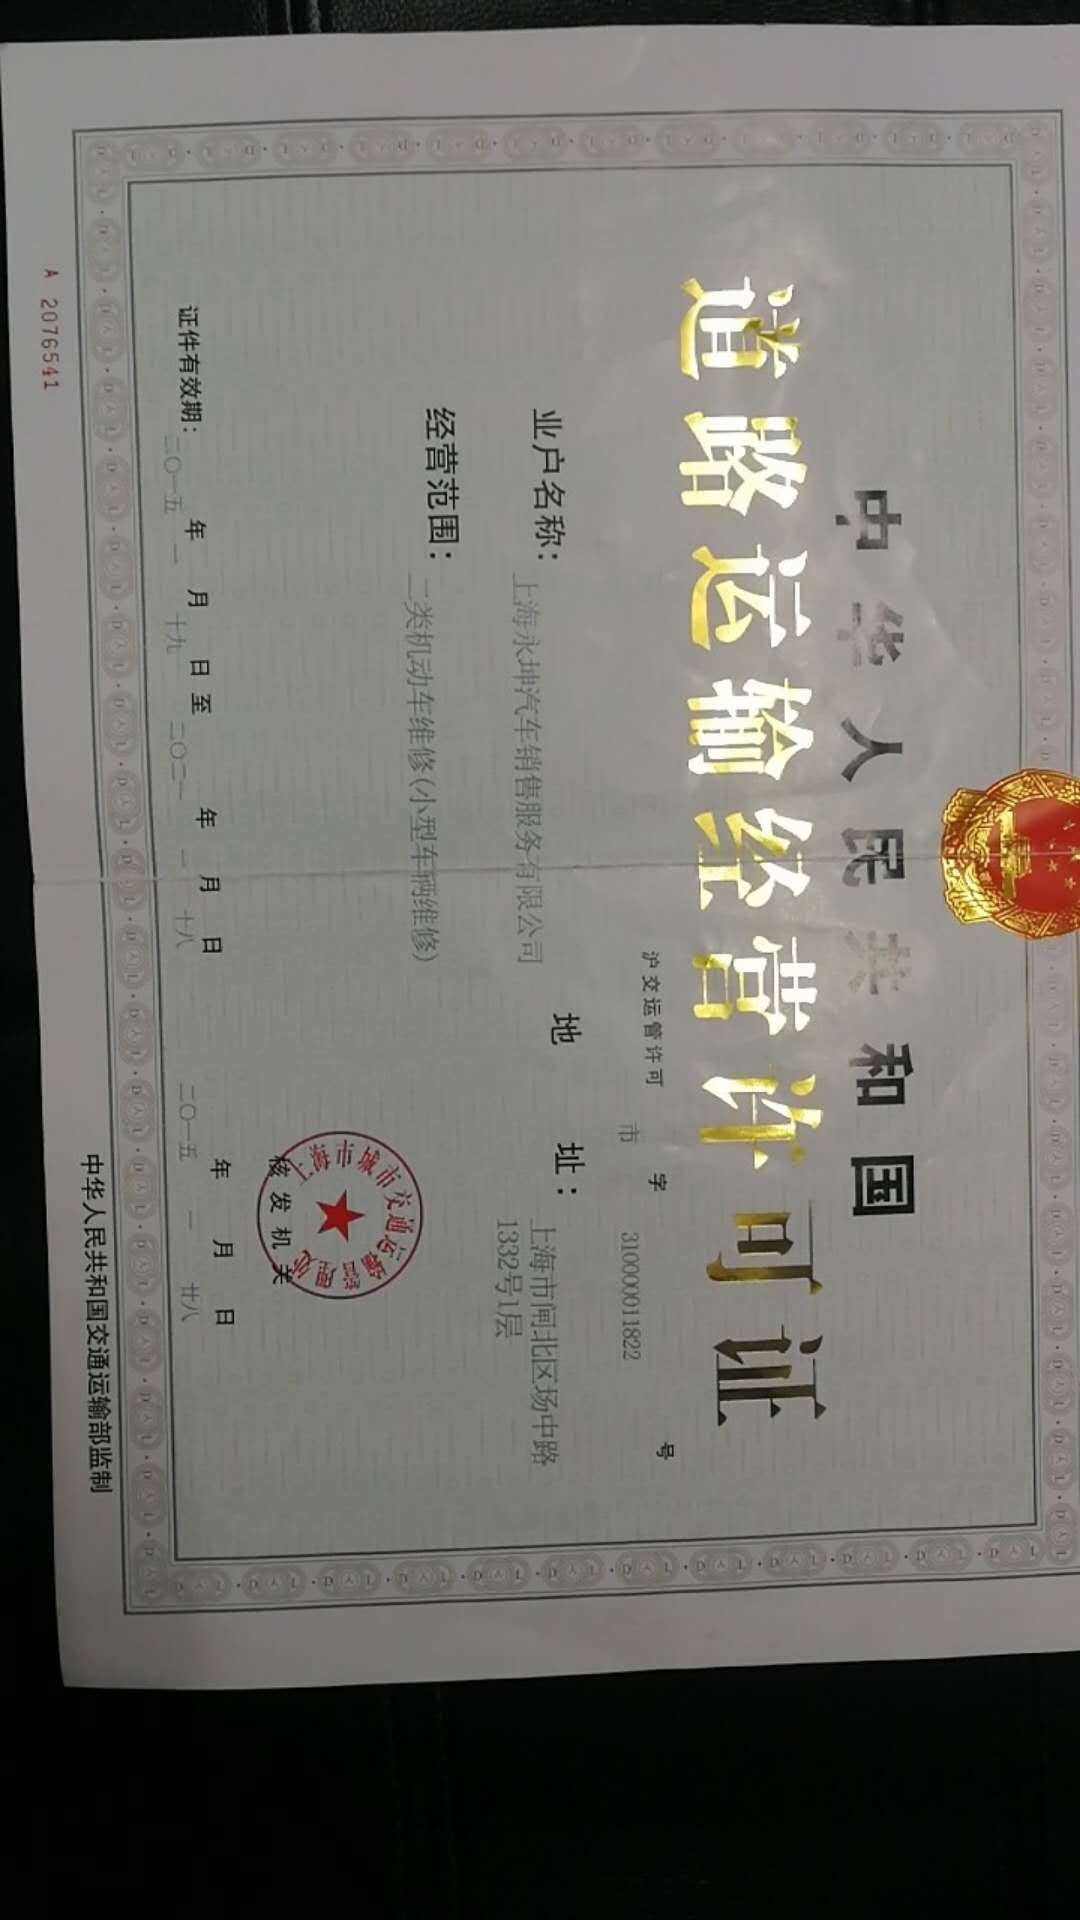 中华人民共和国
道路运输经营许可证
沪交运管许可 市 字 310000011822 号
业户名称：上海永坤汽车销售服务有限公司
地 址：上海市闸北区场中路
1332号1层
经营范围：二类机动车维修(小型车辆维修)
上海市城市交通运输管理处
核发机关
证件有效期：二〇一五年一月十九日至二〇二一年一月十八日
二〇一五年一月廿八日
A 2076541
中华人民共和国交通运输部监制